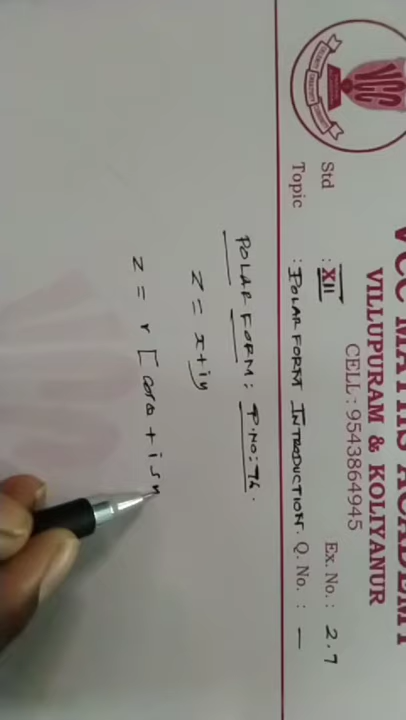 VCC MATHS ACADEMY
VILLUPURAM & KOLIYANUR
CELL : 9543864945
Std : XII Ex. No. : 2.7
Topic : POLAR FORM INTRODUCTION. Q. No. : —
POLAR FORM : P.NO: 76.
z = x+iy
z = r [cosθ + i sin
VCC